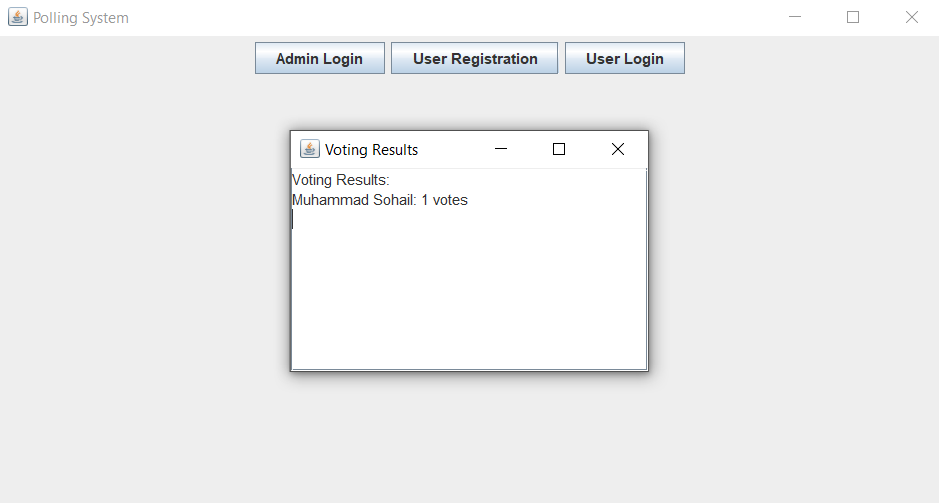 Polling System
Admin Login
User Registration
User Login
Voting Results
Voting Results:
Muhammad Sohail: 1 votes